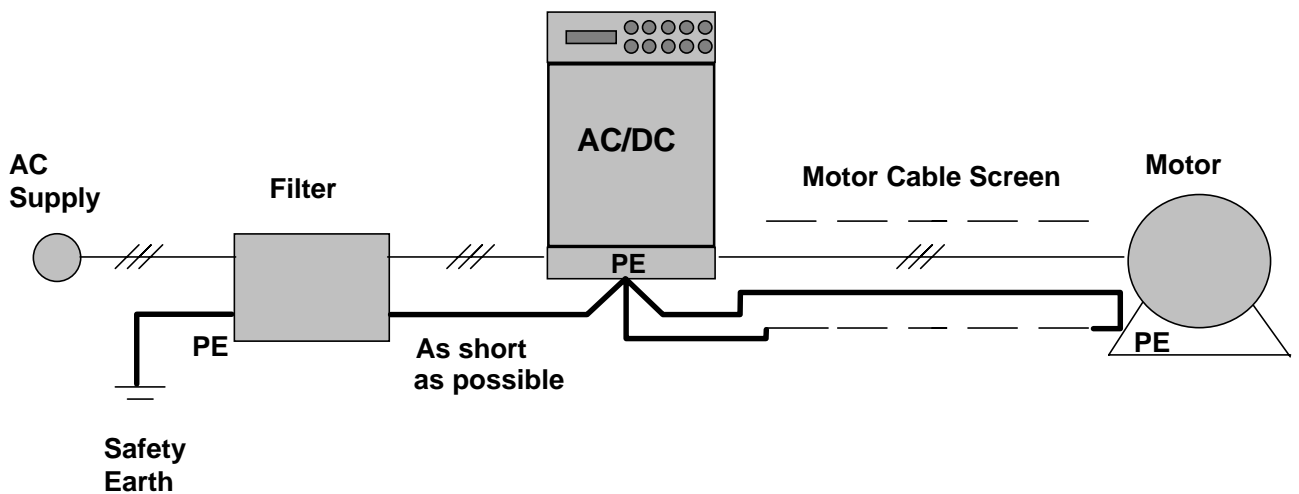 AC/DC
AC
Supply
Filter
Motor Cable Screen
Motor
PE
PE
As short
as possible
PE
Safety
Earth